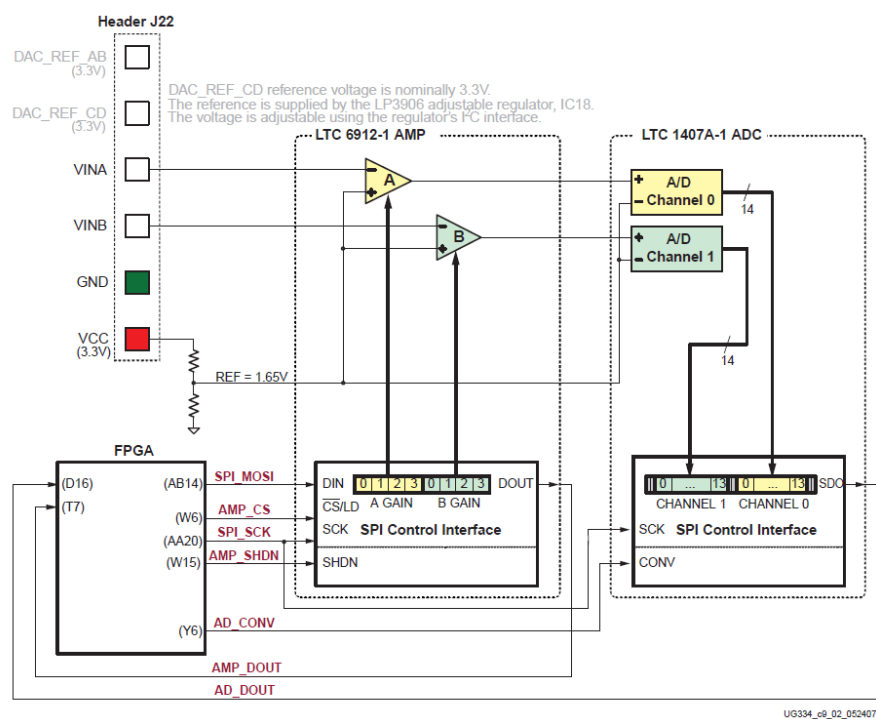 Header J22
DAC_REF_AB
(3.3V)
DAC_REF_CD
(3.3V)
DAC_REF_CD reference voltage is nominally 3.3V.
The reference is supplied by the LP3906 adjustable regulator, IC18.
The voltage is adjustable using the regulator's I²C interface.
LTC 6912-1 AMP
LTC 1407A-1 ADC
VINA
A
A/D
Channel 0
14
VINB
B
A/D
Channel 1
14
GND
VCC
(3.3V)
REF = 1.65V
FPGA
(D16)
(T7)
(AB14)
SPI_MOSI
(W6)
AMP_CS
(AA20)
SPI_SCK
(W15)
AMP_SHDN
(Y6)
AD_CONV
AMP_DOUT
AD_DOUT
DIN
0 1 2 3 0 1 2 3
DOUT
CS/LD
A GAIN
B GAIN
SCK
SPI Control Interface
SHDN
0 ... 13 0 ... 13
SDO
CHANNEL 1
CHANNEL 0
SCK
SPI Control Interface
CONV
UG334_c9_02_052407